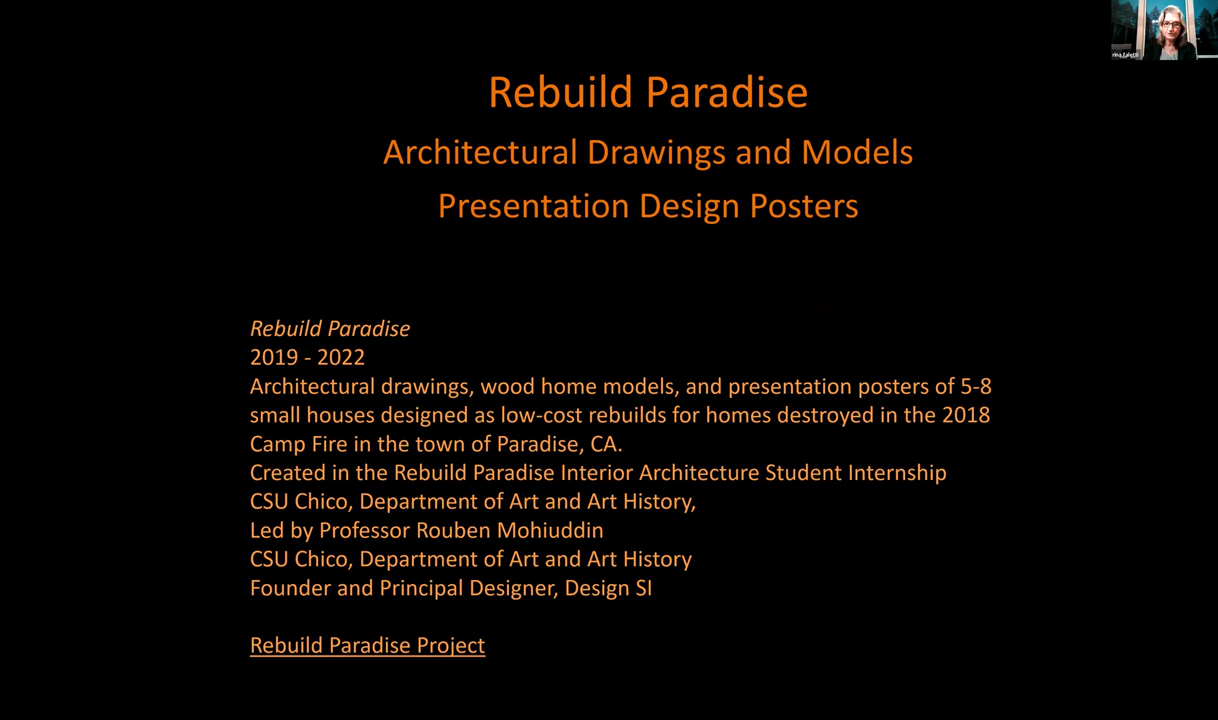 rina faletti
Rebuild Paradise
Architectural Drawings and Models
Presentation Design Posters
Rebuild Paradise
2019 - 2022
Architectural drawings, wood home models, and presentation posters of 5-8
small houses designed as low-cost rebuilds for homes destroyed in the 2018
Camp Fire in the town of Paradise, CA.
Created in the Rebuild Paradise Interior Architecture Student Internship
CSU Chico, Department of Art and Art History,
Led by Professor Rouben Mohiuddin
CSU Chico, Department of Art and Art History
Founder and Principal Designer, Design SI
Rebuild Paradise Project